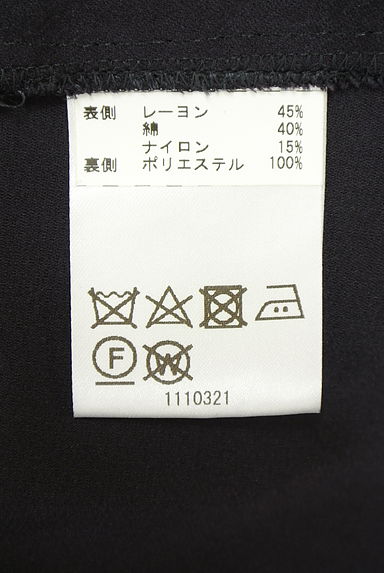 表側 レーヨン 45%
綿 40%
ナイロン 15%
裏側 ポリエステル 100%
F W
1110321